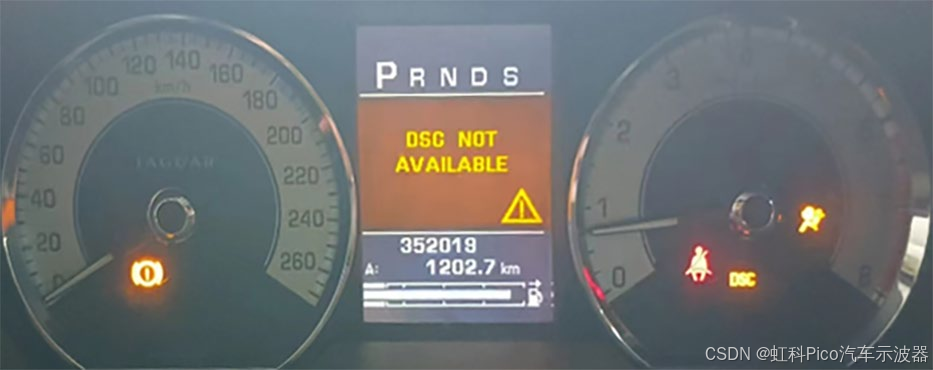 0
20
40
60
80
100
120
140
160
180
200
220
240
260
km/h
JAGUAR
P R N D S
DSC NOT
AVAILABLE
352019
A: 1202.7 km
0
1
2
3
8
DSC
CSDN @虹科Pico汽车示波器